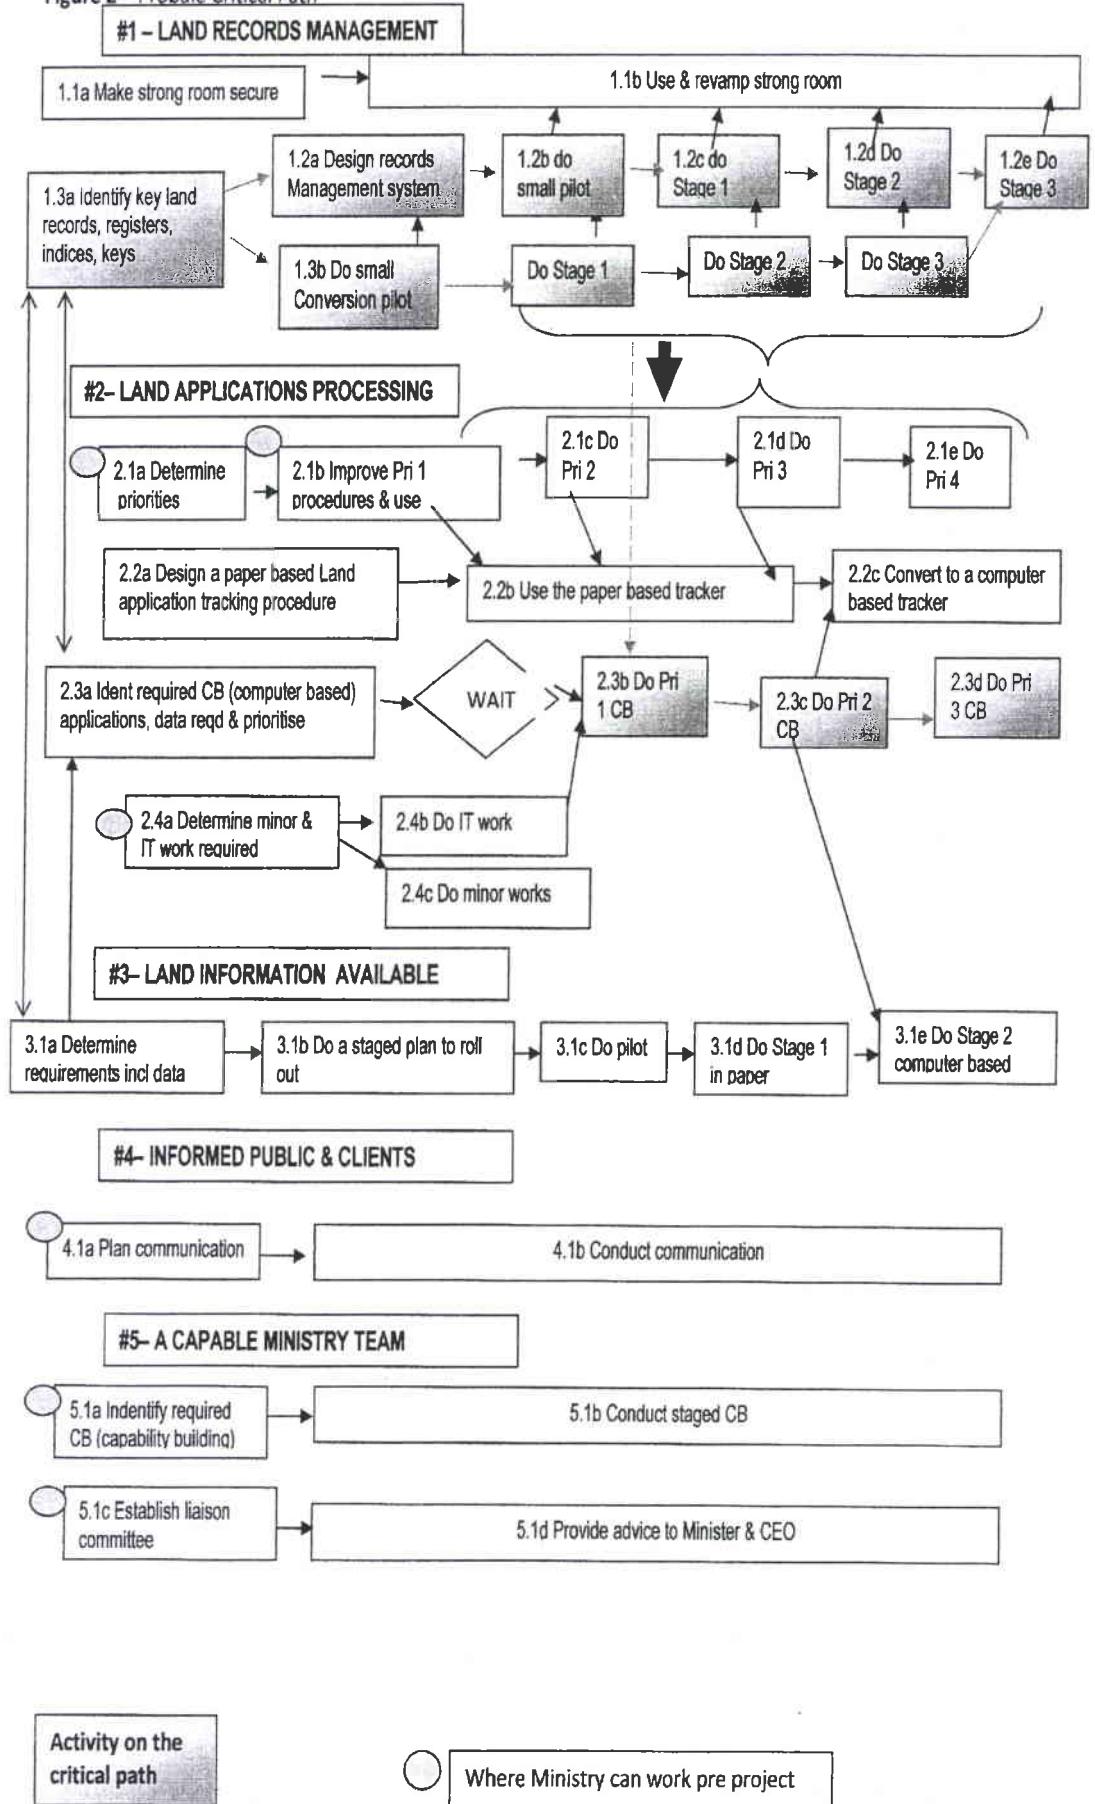 Figure 2 – Probale Critical Path
#1 – LAND RECORDS MANAGEMENT
1.1a Make strong room secure
1.1b Use & revamp strong room
1.3a Identify key land
records, registers,
indices, keys
1.2a Design records
Management system
1.2b do
small pilot
1.2c do
Stage 1
1.2d Do
Stage 2
1.2e Do
Stage 3
1.3b Do small
Conversion pilot
Do Stage 1
Do Stage 2
Do Stage 3
#2– LAND APPLICATIONS PROCESSING
2.1a Determine
priorities
2.1b Improve Pri 1
procedures & use
2.1c Do
Pri 2
2.1d Do
Pri 3
2.1e Do
Pri 4
2.2a Design a paper based Land
application tracking procedure
2.2b Use the paper based tracker
2.2c Convert to a computer
based tracker
2.3a Ident required CB (computer based)
applications, data reqd & prioritise
WAIT
2.3b Do Pri
1 CB
2.3c Do Pri 2
CB
2.3d Do Pri
3 CB
2.4a Determine minor &
IT work required
2.4b Do IT work
2.4c Do minor works
#3– LAND INFORMATION AVAILABLE
3.1a Determine
requirements incl data
3.1b Do a staged plan to roll
out
3.1c Do pilot
3.1d Do Stage 1
in paper
3.1e Do Stage 2
computer based
#4– INFORMED PUBLIC & CLIENTS
4.1a Plan communication
4.1b Conduct communication
#5– A CAPABLE MINISTRY TEAM
5.1a Indentify required
CB (capability building)
5.1b Conduct staged CB
5.1c Establish liaison
committee
5.1d Provide advice to Minister & CEO
Activity on the
critical path
Where Ministry can work pre project